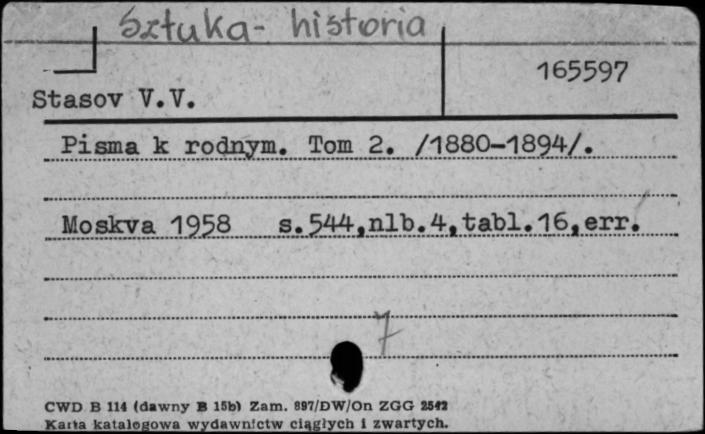 Sztuka- historia
165597
Stasov V.V.
Pisma k rodnym. Tom 2. /1880-1894/.
Moskva 1958 s.544,nlb.4,tabl.16,err.
7
CWD B 114 (dawny B 15b) Zam. 897/DW/On ZGG 2542
Karta katalogowa wydawnictw ciągłych i zwartych.